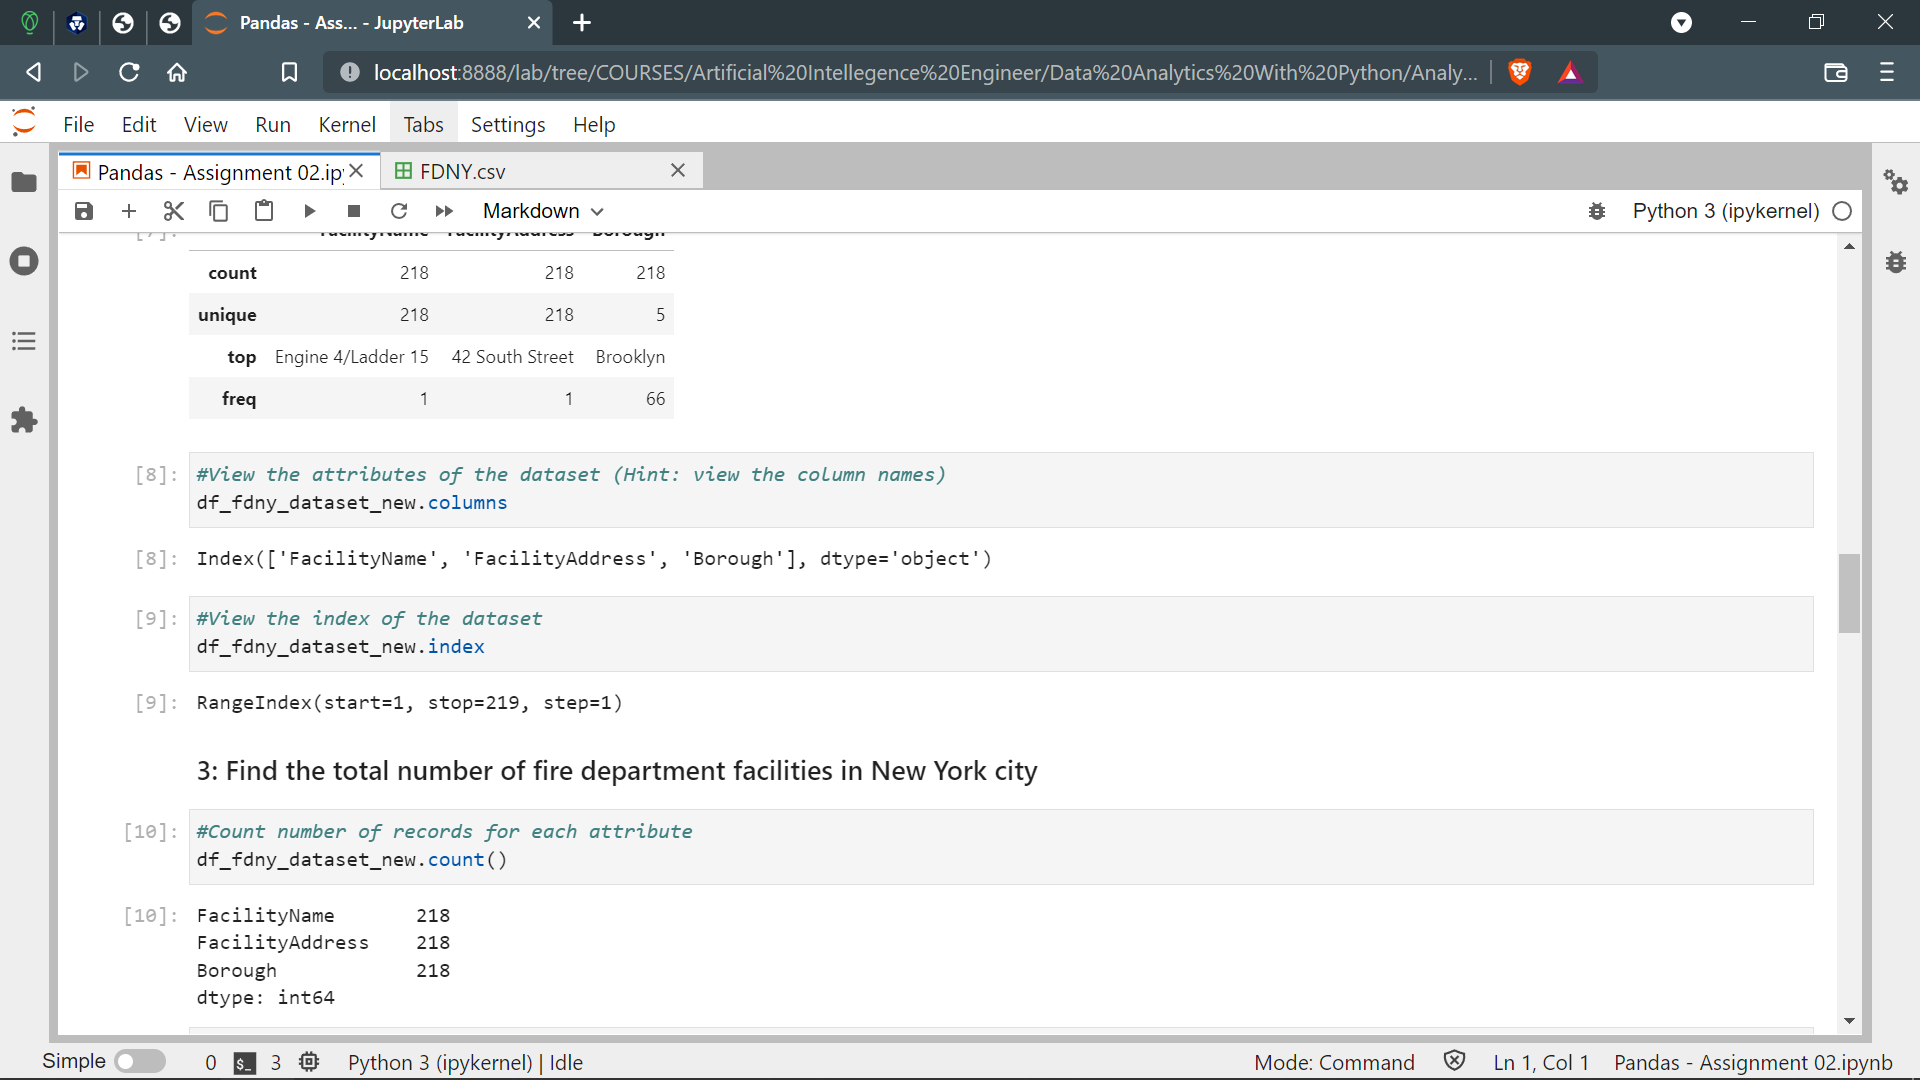 Pandas - Ass... - JupyterLab
localhost:8888/lab/tree/COURSES/Artificial%20Intellegence%20Engineer/Data%20Analytics%20With%20Python/Analy...
File Edit View Run Kernel Tabs Settings Help
Pandas - Assignment 02.ip
FDNY.csv
Markdown
Python 3 (ipykernel)
[7]: FacilityName FacilityAddress Borough
count 218 218 218
unique 218 218 5
top Engine 4/Ladder 15 42 South Street Brooklyn
freq 1 1 66
[8]: #View the attributes of the dataset (Hint: view the column names)
df_fdny_dataset_new.columns
[8]: Index(['FacilityName', 'FacilityAddress', 'Borough'], dtype='object')
[9]: #View the index of the dataset
df_fdny_dataset_new.index
[9]: RangeIndex(start=1, stop=219, step=1)
3: Find the total number of fire department facilities in New York city
[10]: #Count number of records for each attribute
df_fdny_dataset_new.count()
[10]: FacilityName 218
FacilityAddress 218
Borough 218
dtype: int64
Simple 0 $_ 3 Python 3 (ipykernel) | Idle Mode: Command Ln 1, Col 1 Pandas - Assignment 02.ipynb